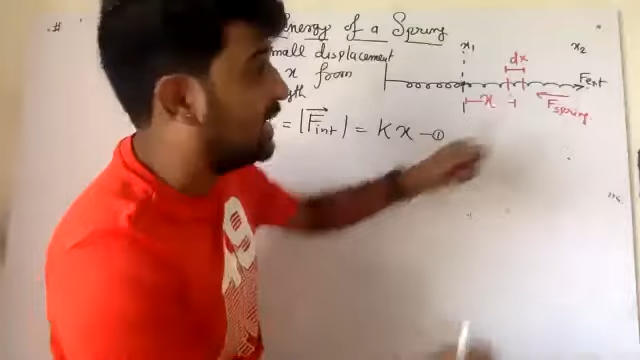 Energy of a Spring
small displacement
x from
= |F⃗int| = Kx —①
x₁
dx
x₂
Fext
x
Fspring